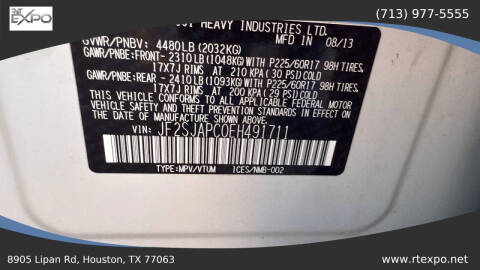 RT EXPO
(713) 977-5555
HEAVY INDUSTRIES LTD.
GVWR/PNBV: 4480LB (2032KG) MFD IN 08/13
GAWR/PNBE:FRONT- 2310LB (1048KG) WITH P225/60R17 98H TIRES,
17X7J RIMS AT 210 KPA (30 PSI) COLD
GAWR/PNBE:REAR - 2410LB (1093KG) WITH P225/60R17 98H TIRES,
17X7J RIMS AT 200 KPA (29 PSI) COLD
THIS VEHICLE CONFORMS TO ALL APPLICABLE FEDERAL MOTOR
VEHICLE SAFETY, BUMPER, AND THEFT PREVENTION STANDARDS IN EFFECT ON THE
DATE OF MANUFACTURE SHOWN ABOVE.
VIN: JF2SJAPC0EH491711
TYPE:MPV/VTUM ICES/NMB-002
8905 Lipan Rd, Houston, TX 77063
www.rtexpo.net